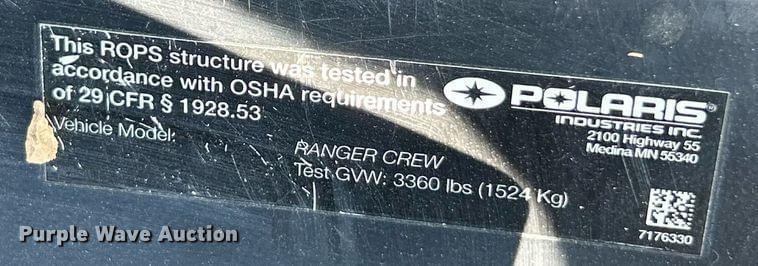 This ROPS structure was tested in
accordance with OSHA requirements
of 29 CFR § 1928.53
Vehicle Model:
RANGER CREW
Test GVW: 3360 lbs (1524 Kg)
POLARIS®
INDUSTRIES INC.
2100 Highway 55
Medina MN 55340
7176330
Purple Wave Auction